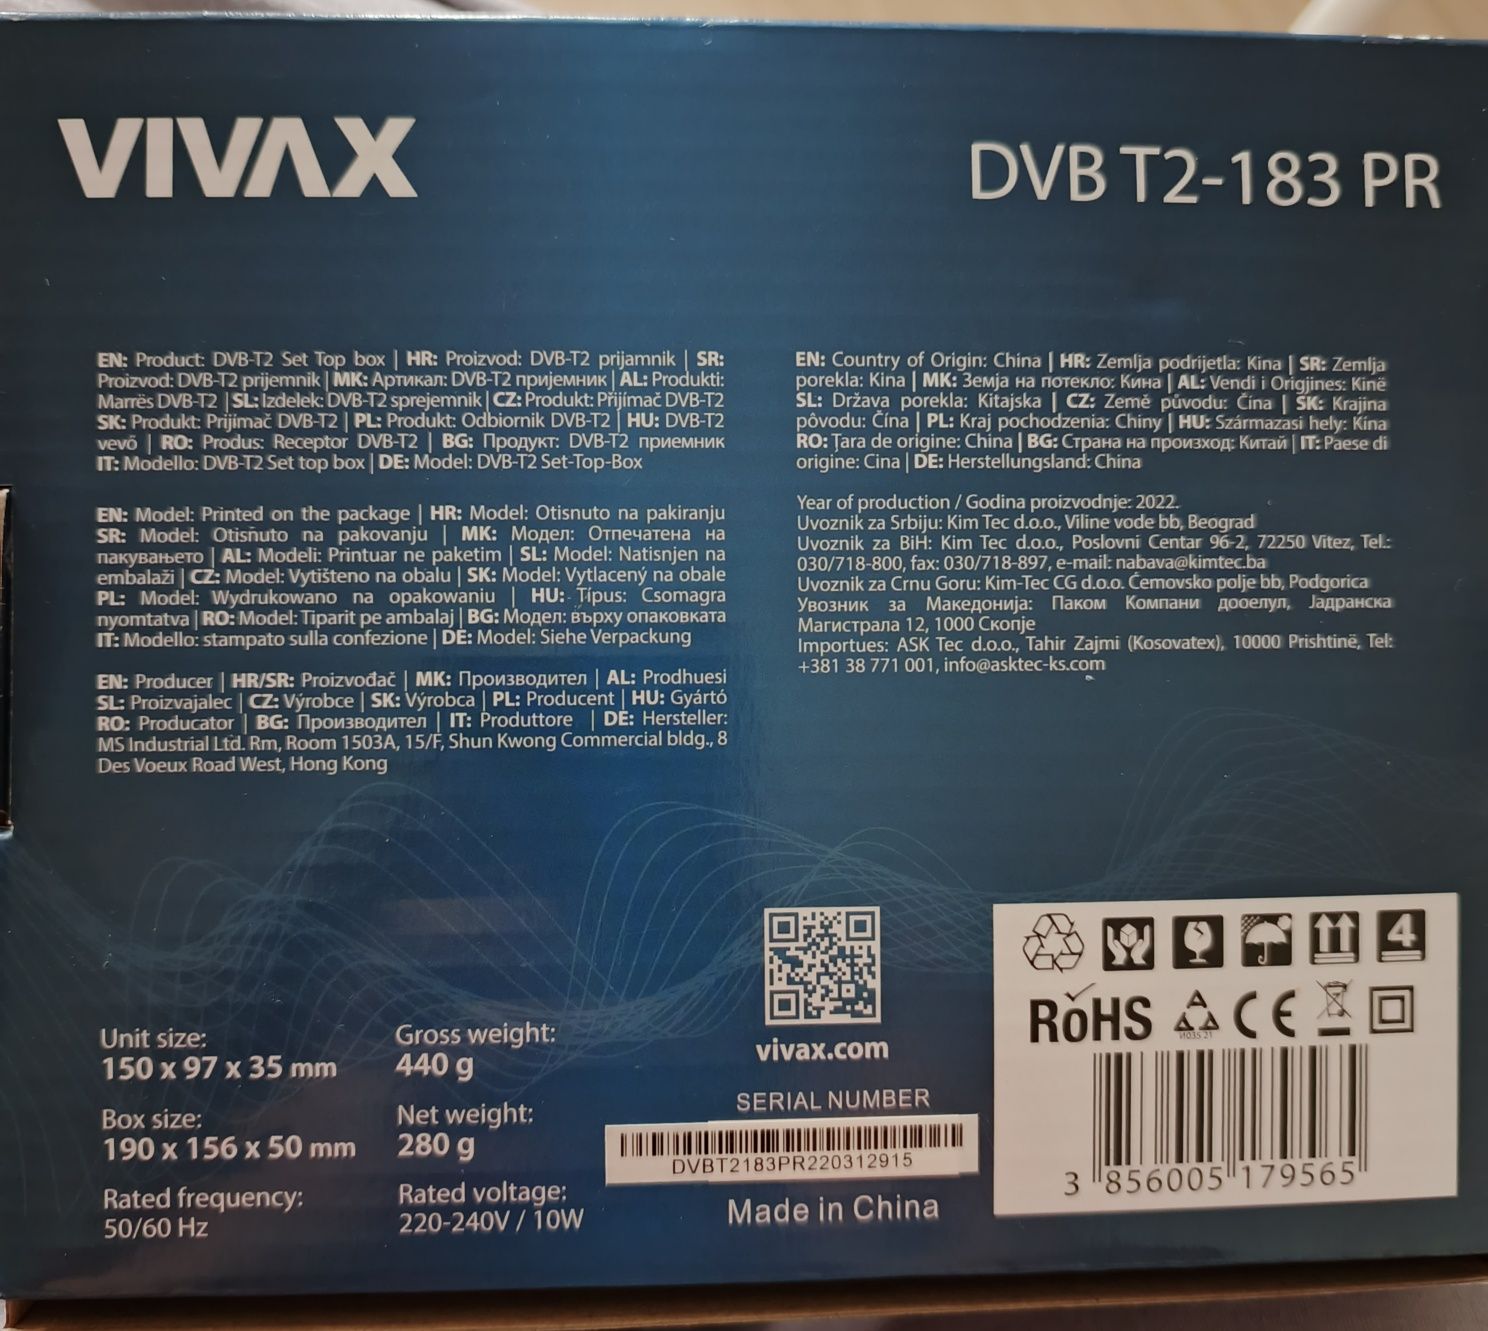 VIVAX
DVB T2-183 PR
EN: Product: DVB-T2 Set Top box | HR: Proizvod: DVB-T2 prijamnik | SR:
Proizvod: DVB-T2 prijemnik | MK: Артикал: DVB-T2 пријемник | AL: Produkti:
Marrës DVB-T2 | SL: Izdelek: DVB-T2 sprejemnik | CZ: Produkt: Přijímač DVB-T2
SK: Produkt: Prijímač DVB-T2 | PL: Produkt: Odbiornik DVB-T2 | HU: DVB-T2
vevő | RO: Produs: Receptor DVB-T2 | BG: Продукт: DVB-T2 приемник
IT: Modello: DVB-T2 Set top box | DE: Model: DVB-T2 Set-Top-Box
EN: Model: Printed on the package | HR: Model: Otisnuto na pakiranju
SR: Model: Otisnuto na pakovanju | MK: Модел: Отпечатена на
пакувањето | AL: Modeli: Printuar ne paketim | SL: Model: Natisnjen na
embalaži | CZ: Model: Vytištěno na obalu | SK: Model: Vytlacený na obale
PL: Model: Wydrukowano na opakowaniu | HU: Típus: Csomagra
nyomtatva | RO: Model: Tiparit pe ambalaj | BG: Модел: върху опаковката
IT: Modello: stampato sulla confezione | DE: Model: Siehe Verpackung
EN: Producer | HR/SR: Proizvođač | MK: Производител | AL: Prodhuesi
SL: Proizvajalec | CZ: Výrobce | SK: Výrobca | PL: Producent | HU: Gyártó
RO: Producator | BG: Производител | IT: Produttore | DE: Hersteller:
MS Industrial Ltd. Rm, Room 1503A, 15/F, Shun Kwong Commercial bldg., 8
Des Voeux Road West, Hong Kong
EN: Country of Origin: China | HR: Zemlja podrijetla: Kina | SR: Zemlja
porekla: Kina | MK: Земја на потекло: Кина | AL: Vendi i Origjines: Kinë
SL: Država porekla: Kitajska | CZ: Země původu: Čína | SK: Krajina
pôvodu: Čína | PL: Kraj pochodzenia: Chiny | HU: Származasi hely: Kina
RO: Țara de origine: China | BG: Страна на произход: Китай | IT: Paese di
origine: Cina | DE: Herstellungsland: China
Year of production / Godina proizvodnje: 2022.
Uvoznik za Srbiju: Kim Tec d.o.o., Viline vode bb, Beograd
Uvoznik za BiH: Kim Tec d.o.o., Poslovni Centar 96-2, 72250 Vitez, Tel.:
030/718-800, fax: 030/718-897, e-mail: nabava@kimtec.ba
Uvoznik za Crnu Goru: Kim-Tec CG d.o.o. Ćemovsko polje bb, Podgorica
Увозник за Македонија: Паком Компани дооелул, Јадранска
Магистрала 12, 1000 Скопје
Importues: ASK Tec d.o.o., Tahir Zajmi (Kosovatex), 10000 Prishtinë, Tel:
+381 38 771 001, info@asktec-ks.com
Unit size:
150 x 97 x 35 mm
Box size:
190 x 156 x 50 mm
Rated frequency:
50/60 Hz
Gross weight:
440 g
Net weight:
280 g
Rated voltage:
220-240V / 10W
vivax.com
SERIAL NUMBER
DVBT2183PR220312915
Made in China
4
RoHS CE
3 856005 179565